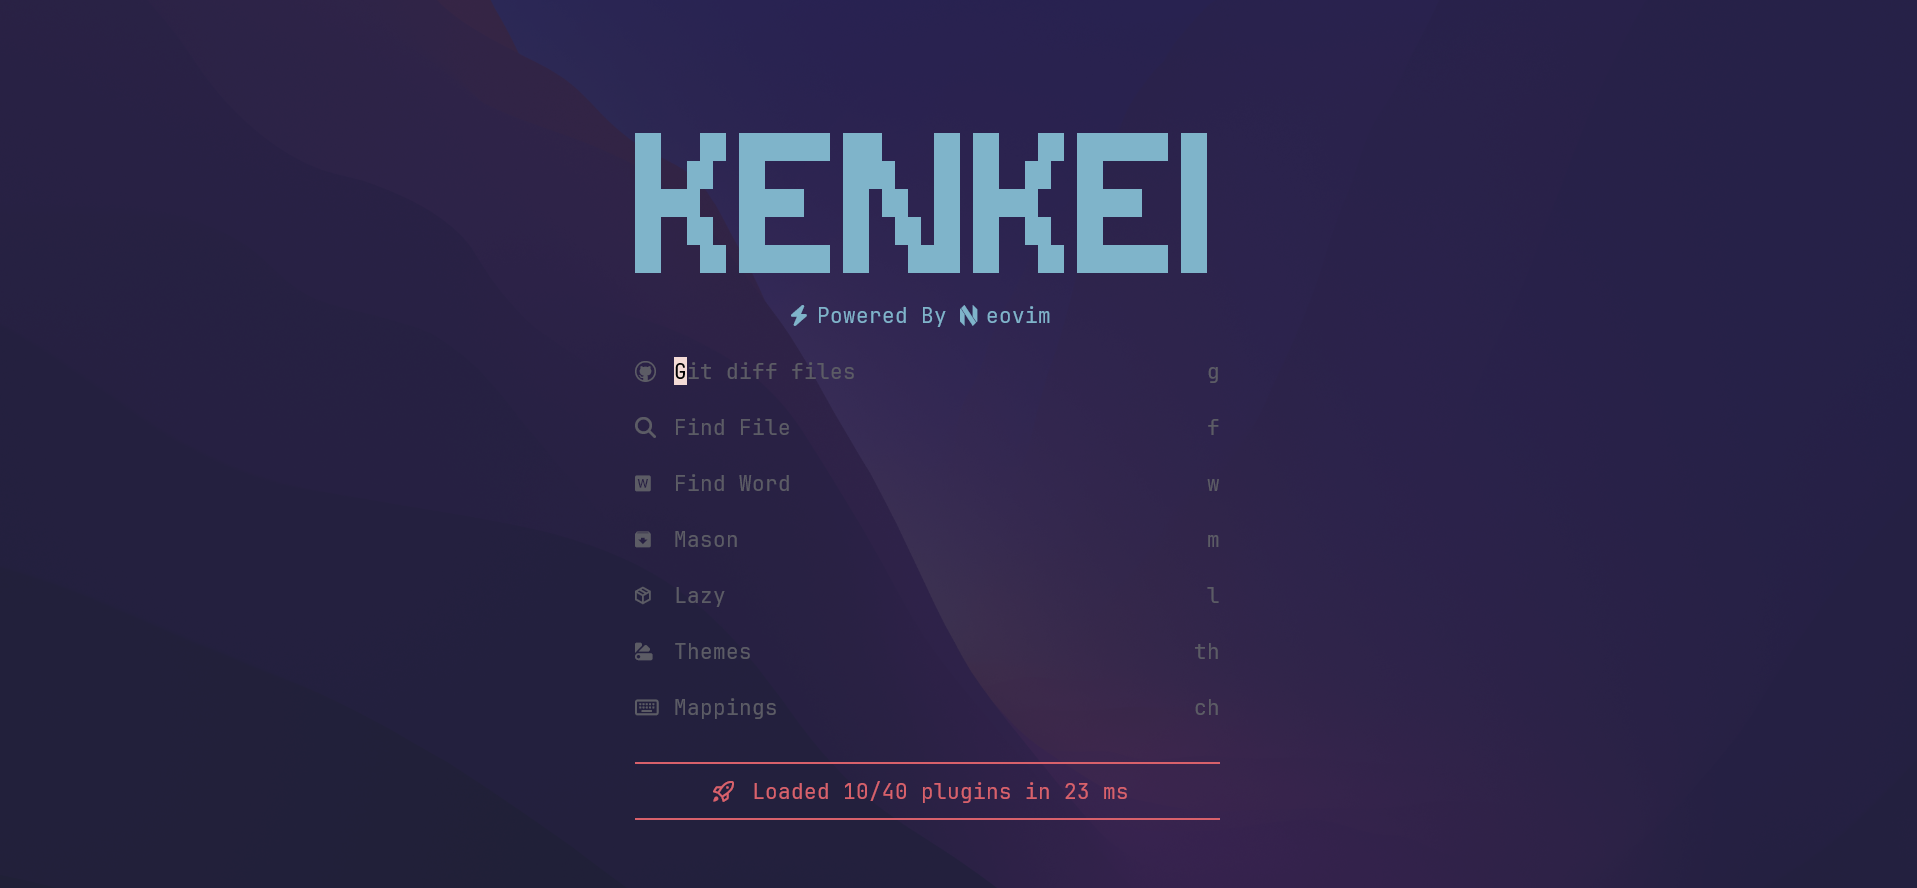 KENKEI
Powered By Neovim
Git diff files g
Find File f
Find Word w
Mason m
Lazy l
Themes th
Mappings ch
Loaded 10/40 plugins in 23 ms